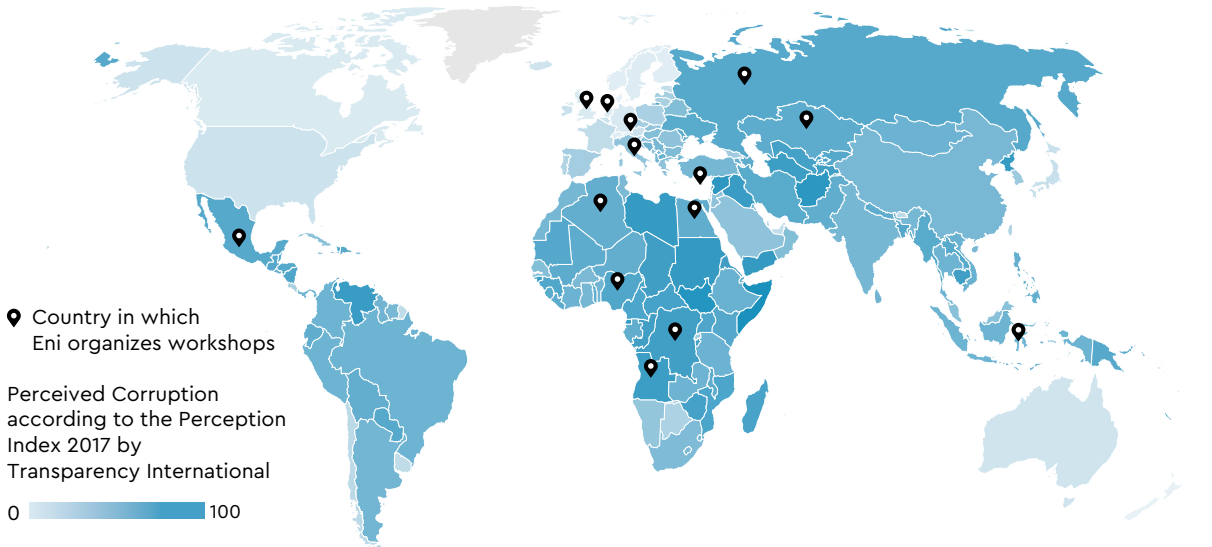 Country in which
Eni organizes workshops
Perceived Corruption
according to the Perception
Index 2017 by
Transparency International
0 100